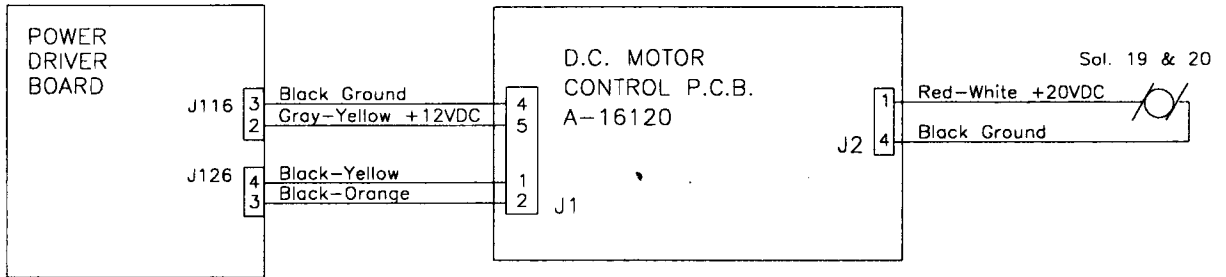 POWER
DRIVER
BOARD
J116
3
2
Black Ground
Gray-Yellow +12VDC
4
5
J126
4
3
Black-Yellow
Black-Orange
1
2
J1
D.C. MOTOR
CONTROL P.C.B.
A-16120
J2
1
4
Red-White +20VDC
Black Ground
Sol. 19 & 20